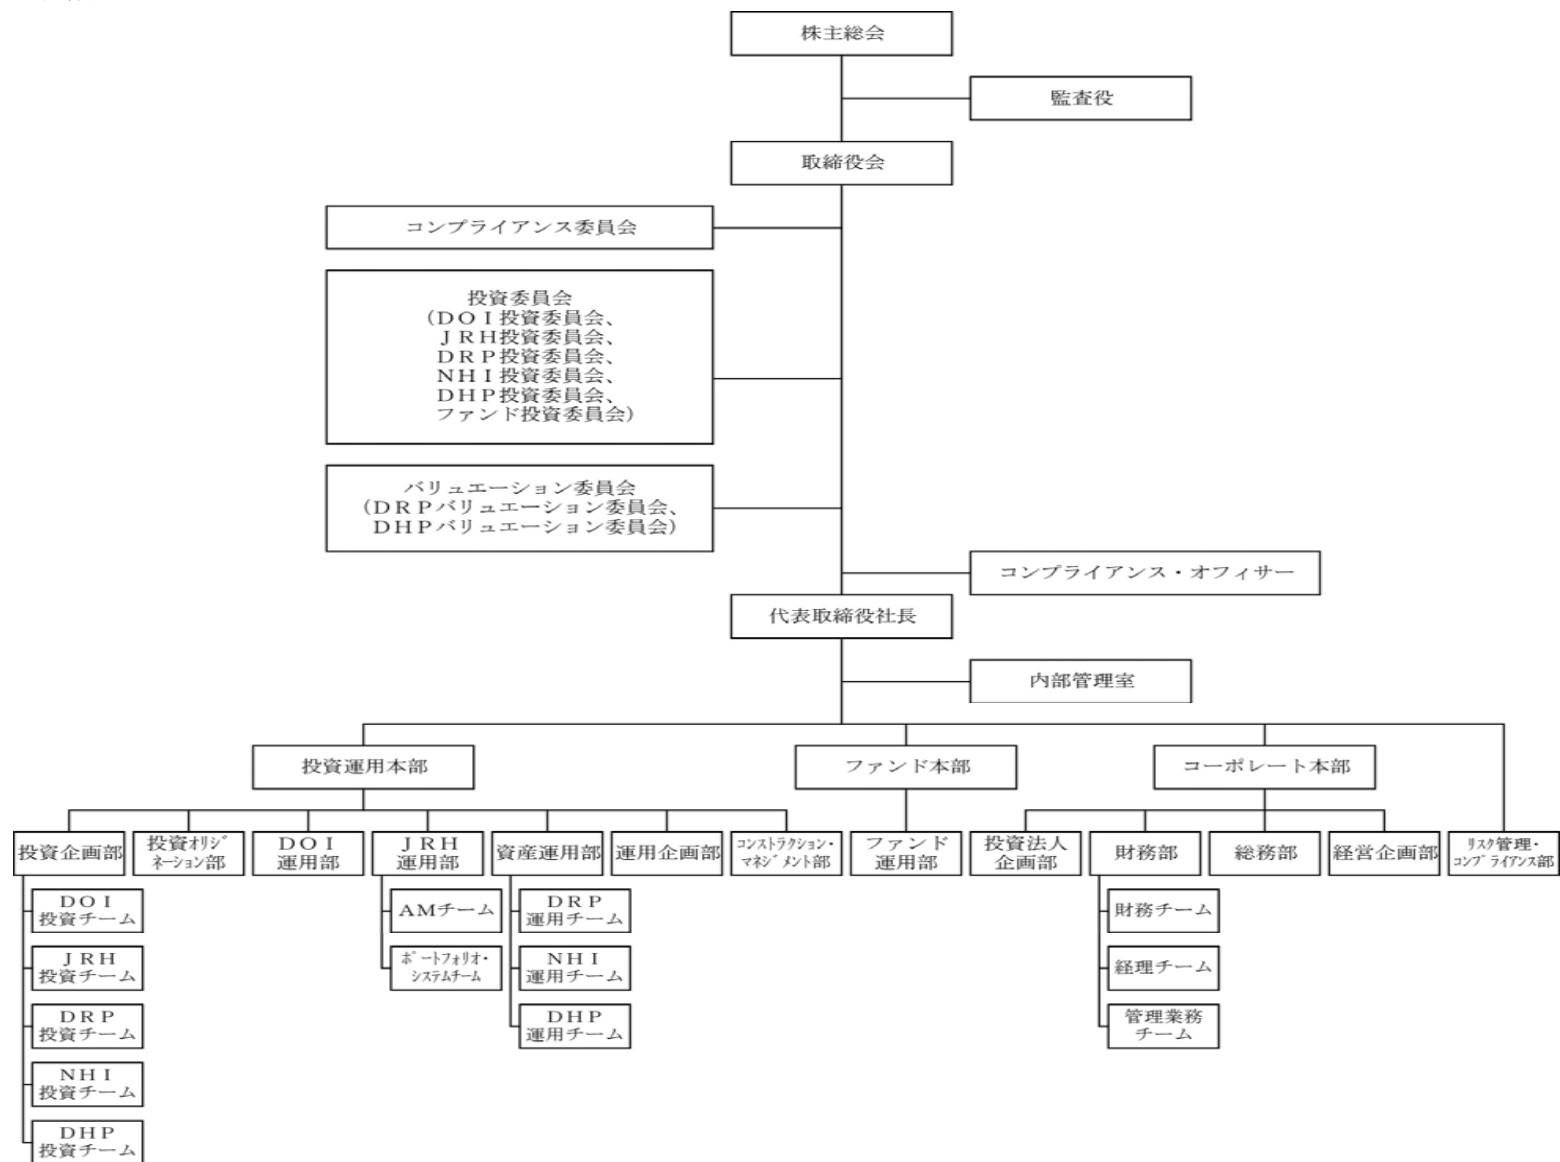 株主総会
監査役
取締役会
コンプライアンス委員会
投資委員会
(DOI投資委員会、
JRH投資委員会、
DRP投資委員会、
NHI投資委員会、
DHP投資委員会、
ファンド投資委員会)
バリュエーション委員会
(DRPバリュエーション委員会、
DHPバリュエーション委員会)
コンプライアンス・オフィサー
代表取締役社長
内部管理室
投資運用本部
ファンド本部
コーポレート本部
投資企画部
投資オリジ
ネーション部
DOI
運用部
JRH
運用部
資産運用部
運用企画部
コンストラクション・
マネジメント部
ファンド
運用部
投資法人
企画部
財務部
総務部
経営企画部
リスク管理・
コンプライアンス部
DOI
投資チーム
JRH
投資チーム
DRP
投資チーム
NHI
投資チーム
DHP
投資チーム
AMチーム
ポートフォリオ・
システムチーム
DRP
運用チーム
NHI
運用チーム
DHP
運用チーム
財務チーム
経理チーム
管理業務
チーム